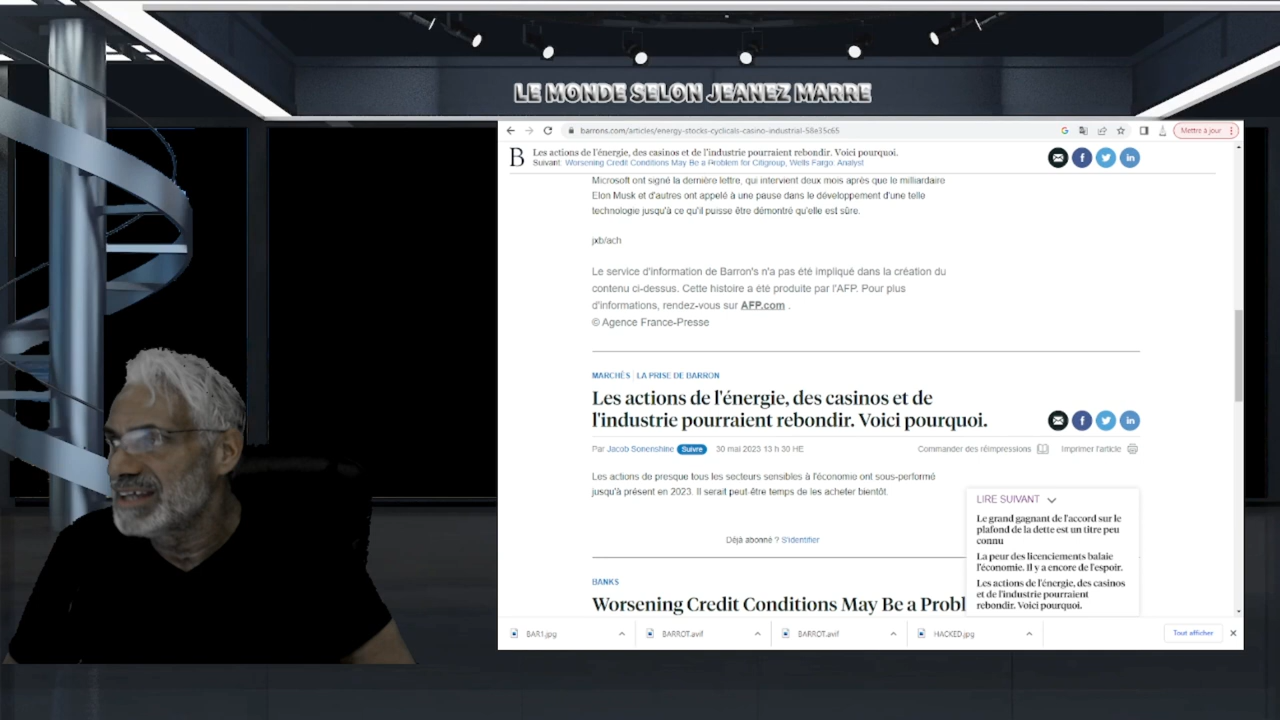 LE MONDE SELON JEANEZ MARRE
barrons.com/articles/energy-stocks-cyclicals-casino-industrial-58e35c65
Mettre à jour
B
Les actions de l'énergie, des casinos et de l'industrie pourraient rebondir. Voici pourquoi.
Suivant: Worsening Credit Conditions May Be a Problem for Citigroup, Wells Fargo: Analyst
Microsoft ont signé la dernière lettre, qui intervient deux mois après que le milliardaire
Elon Musk et d'autres ont appelé à une pause dans le développement d'une telle
technologie jusqu'à ce qu'il puisse être démontré qu'elle est sûre.
jxb/ach
Le service d'information de Barron's n'a pas été impliqué dans la création du
contenu ci-dessus. Cette histoire a été produite par l'AFP. Pour plus
d'informations, rendez-vous sur AFP.com .
© Agence France-Presse
MARCHÉS LA PRISE DE BARRON
Les actions de l'énergie, des casinos et de
l'industrie pourraient rebondir. Voici pourquoi.
Par Jacob Sonenshine Suivre 30 mai 2023 13 h 30 HE Commander des réimpressions Imprimer l'article
Les actions de presque tous les secteurs sensibles à l'économie ont sous-performé
jusqu'à présent en 2023. Il serait peut-être temps de les acheter bientôt.
Déjà abonné ? S'identifier
BANKS
Worsening Credit Conditions May Be a Probl
LIRE SUIVANT
Le grand gagnant de l'accord sur le
plafond de la dette est un titre peu
connu
La peur des licenciements balaie
l'économie. Il y a encore de l'espoir.
Les actions de l'énergie, des casinos
et de l'industrie pourraient
rebondir. Voici pourquoi.
BAR1.jpg
BARROT.avif
BARROT.avif
HACKED.jpg
Tout afficher